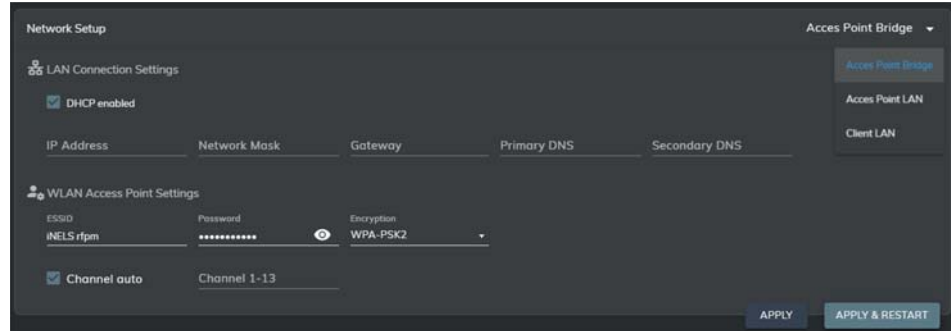 Network Setup
Acces Point Bridge
Acces Point Bridge
Acces Point LAN
Client LAN
LAN Connection Settings
DHCP enabled
IP Address Network Mask Gateway Primary DNS Secondary DNS
WLAN Access Point Settings
ESSID Password Encryption
iNELS rfpm ••••••••••• WPA-PSK2
Channel auto Channel 1-13
APPLY APPLY & RESTART